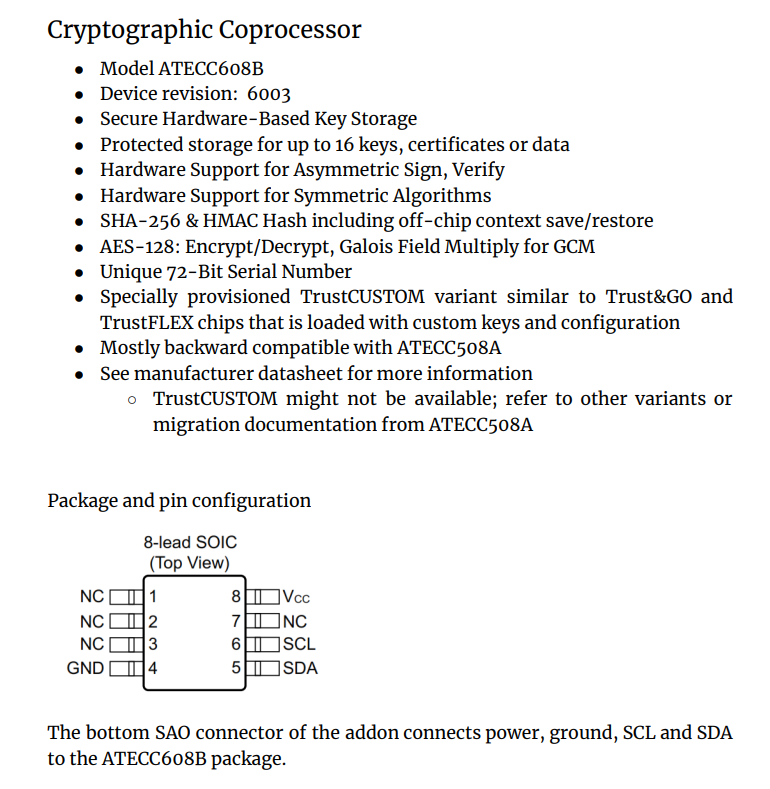 Cryptographic Coprocessor
● Model ATECC608B
● Device revision: 6003
● Secure Hardware-Based Key Storage
● Protected storage for up to 16 keys, certificates or data
● Hardware Support for Asymmetric Sign, Verify
● Hardware Support for Symmetric Algorithms
● SHA-256 & HMAC Hash including off-chip context save/restore
● AES-128: Encrypt/Decrypt, Galois Field Multiply for GCM
● Unique 72-Bit Serial Number
● Specially provisioned TrustCUSTOM variant similar to Trust&GO and
TrustFLEX chips that is loaded with custom keys and configuration
● Mostly backward compatible with ATECC508A
● See manufacturer datasheet for more information
○ TrustCUSTOM might not be available; refer to other variants or
migration documentation from ATECC508A
Package and pin configuration
8-lead SOIC
(Top View)
NC 1 8 Vcc
NC 2 7 NC
NC 3 6 SCL
GND 4 5 SDA
The bottom SAO connector of the addon connects power, ground, SCL and SDA
to the ATECC608B package.